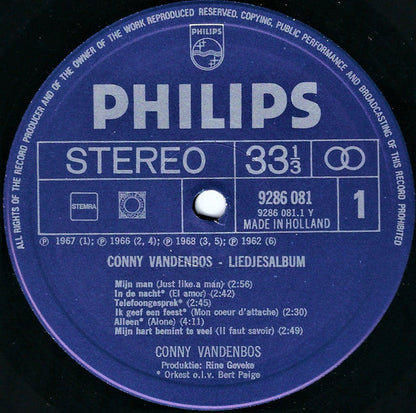 ALL RIGHTS OF THE RECORD PRODUCER AND OF THE OWNER OF THE WORK REPRODUCED RESERVED. COPYING, PUBLIC PERFORMANCE AND BROADCASTING OF THIS RECORD PROHIBITED
PHILIPS
PHILIPS
STEREO 33 1/3
STEMRA
9286 081
9286 081.1 Y
MADE IN HOLLAND
1
℗ 1967 (1); ℗ 1966 (2, 4); ℗ 1968 (3, 5); ℗ 1962 (6)
CONNY VANDENBOS - LIEDJESALBUM
Mijn man (Just like.a mán) (2:56)
In de nacht* (El amor) (2:42)
Telefoongesprek* (2:45)
Ik geef een feest* (Mon coeur d'attache) (2:30)
Alleen* (Alone) (4:11)
Mijn hart bemint te veel (Il faut savoir) (2:49)
CONNY VANDENBOS
Produktie: Rine Geveke
* Orkest o.l.v. Bert Paige